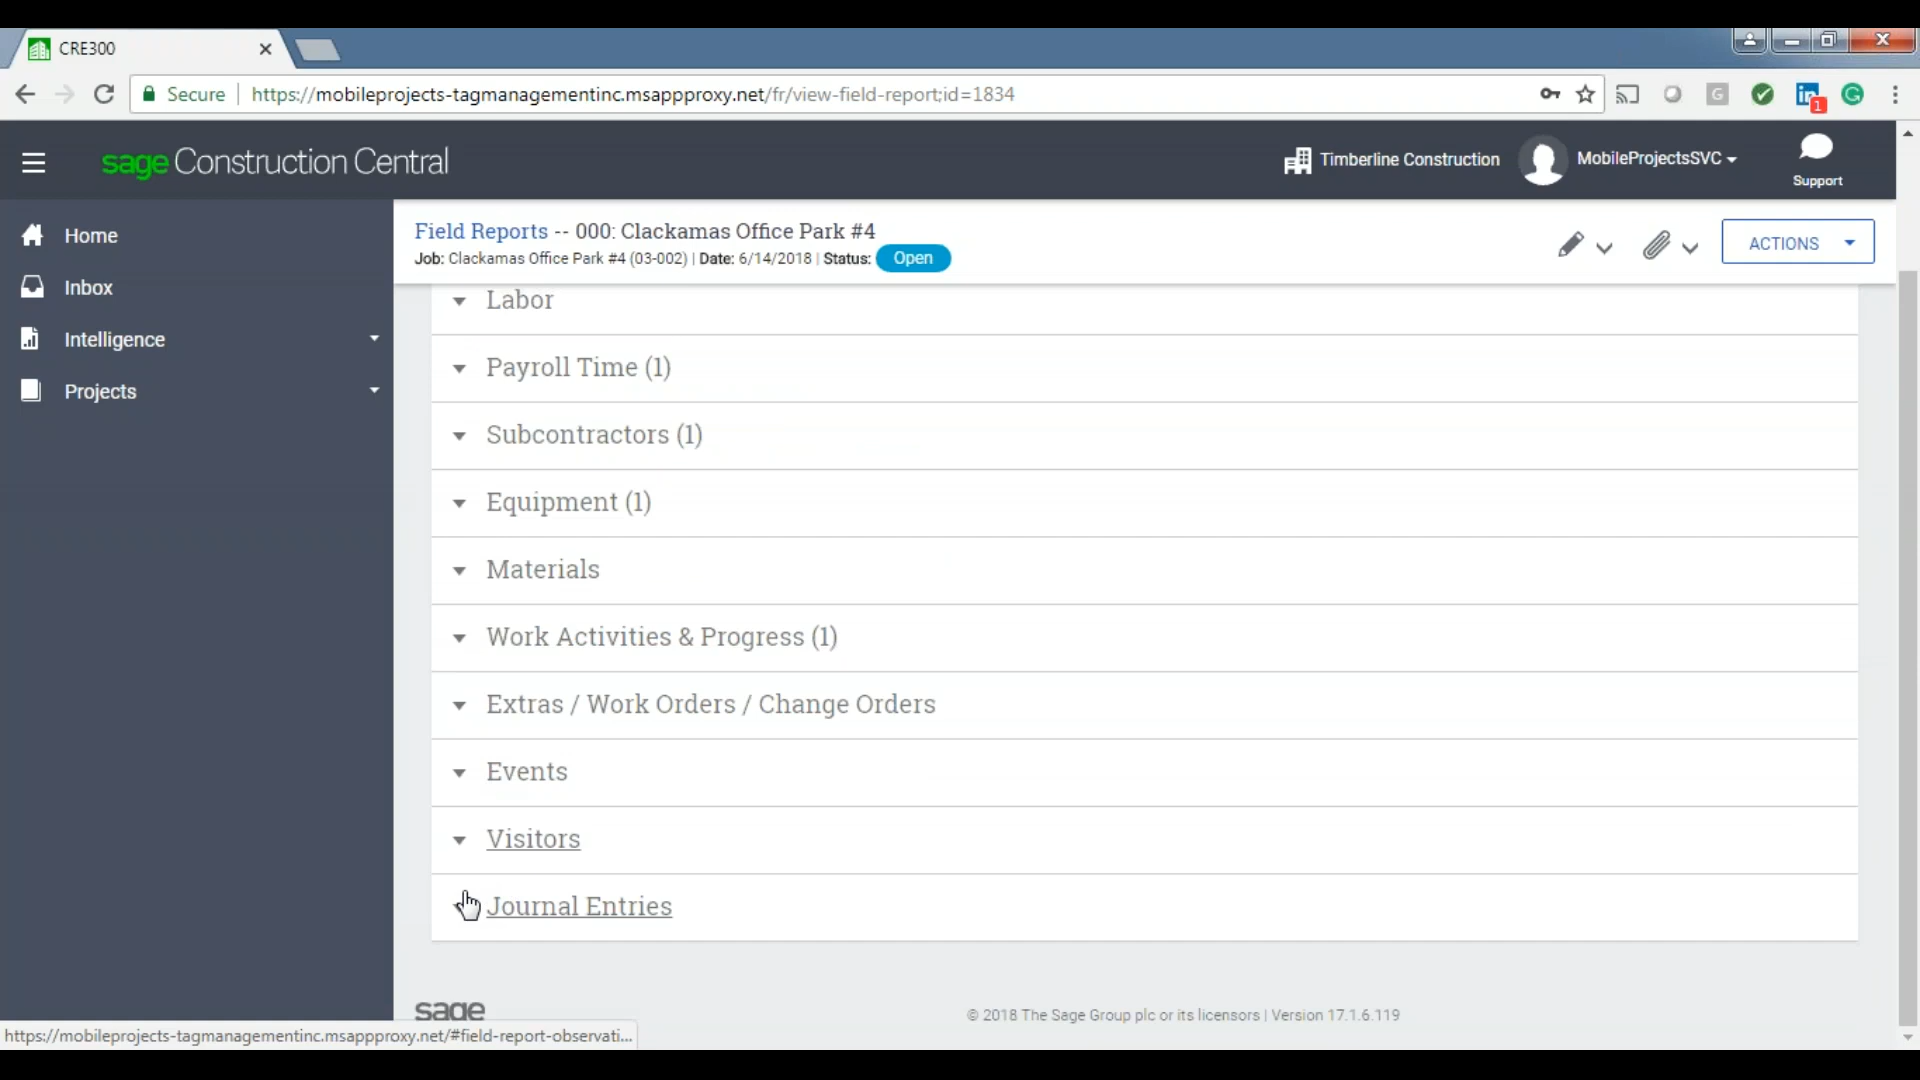 CRE300
Secure | https://mobileprojects-tagmanagementinc.msappproxy.net/fr/view-field-report;id=1834
G
in
1
G
sage Construction Central
Timberline Construction
MobileProjectsSVC
Support
Home
Inbox
Intelligence
Projects
Field Reports -- 000: Clackamas Office Park #4
Job: Clackamas Office Park #4 (03-002) | Date: 6/14/2018 | Status: Open
ACTIONS
Labor
Payroll Time (1)
Subcontractors (1)
Equipment (1)
Materials
Work Activities & Progress (1)
Extras / Work Orders / Change Orders
Events
Visitors
Journal Entries
sage
© 2018 The Sage Group plc or its licensors | Version 17.1.6.119
https://mobileprojects-tagmanagementinc.msappproxy.net/#field-report-observati...